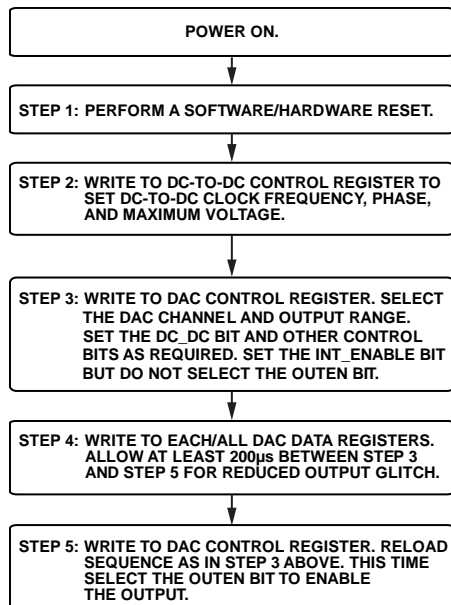 POWER ON.
STEP 1: PERFORM A SOFTWARE/HARDWARE RESET.
STEP 2: WRITE TO DC-TO-DC CONTROL REGISTER TO
SET DC-TO-DC CLOCK FREQUENCY, PHASE,
AND MAXIMUM VOLTAGE.
STEP 3: WRITE TO DAC CONTROL REGISTER. SELECT
THE DAC CHANNEL AND OUTPUT RANGE.
SET THE DC_DC BIT AND OTHER CONTROL
BITS AS REQUIRED. SET THE INT_ENABLE BIT
BUT DO NOT SELECT THE OUTEN BIT.
STEP 4: WRITE TO EACH/ALL DAC DATA REGISTERS.
ALLOW AT LEAST 200µs BETWEEN STEP 3
AND STEP 5 FOR REDUCED OUTPUT GLITCH.
STEP 5: WRITE TO DAC CONTROL REGISTER. RELOAD
SEQUENCE AS IN STEP 3 ABOVE. THIS TIME
SELECT THE OUTEN BIT TO ENABLE
THE OUTPUT.